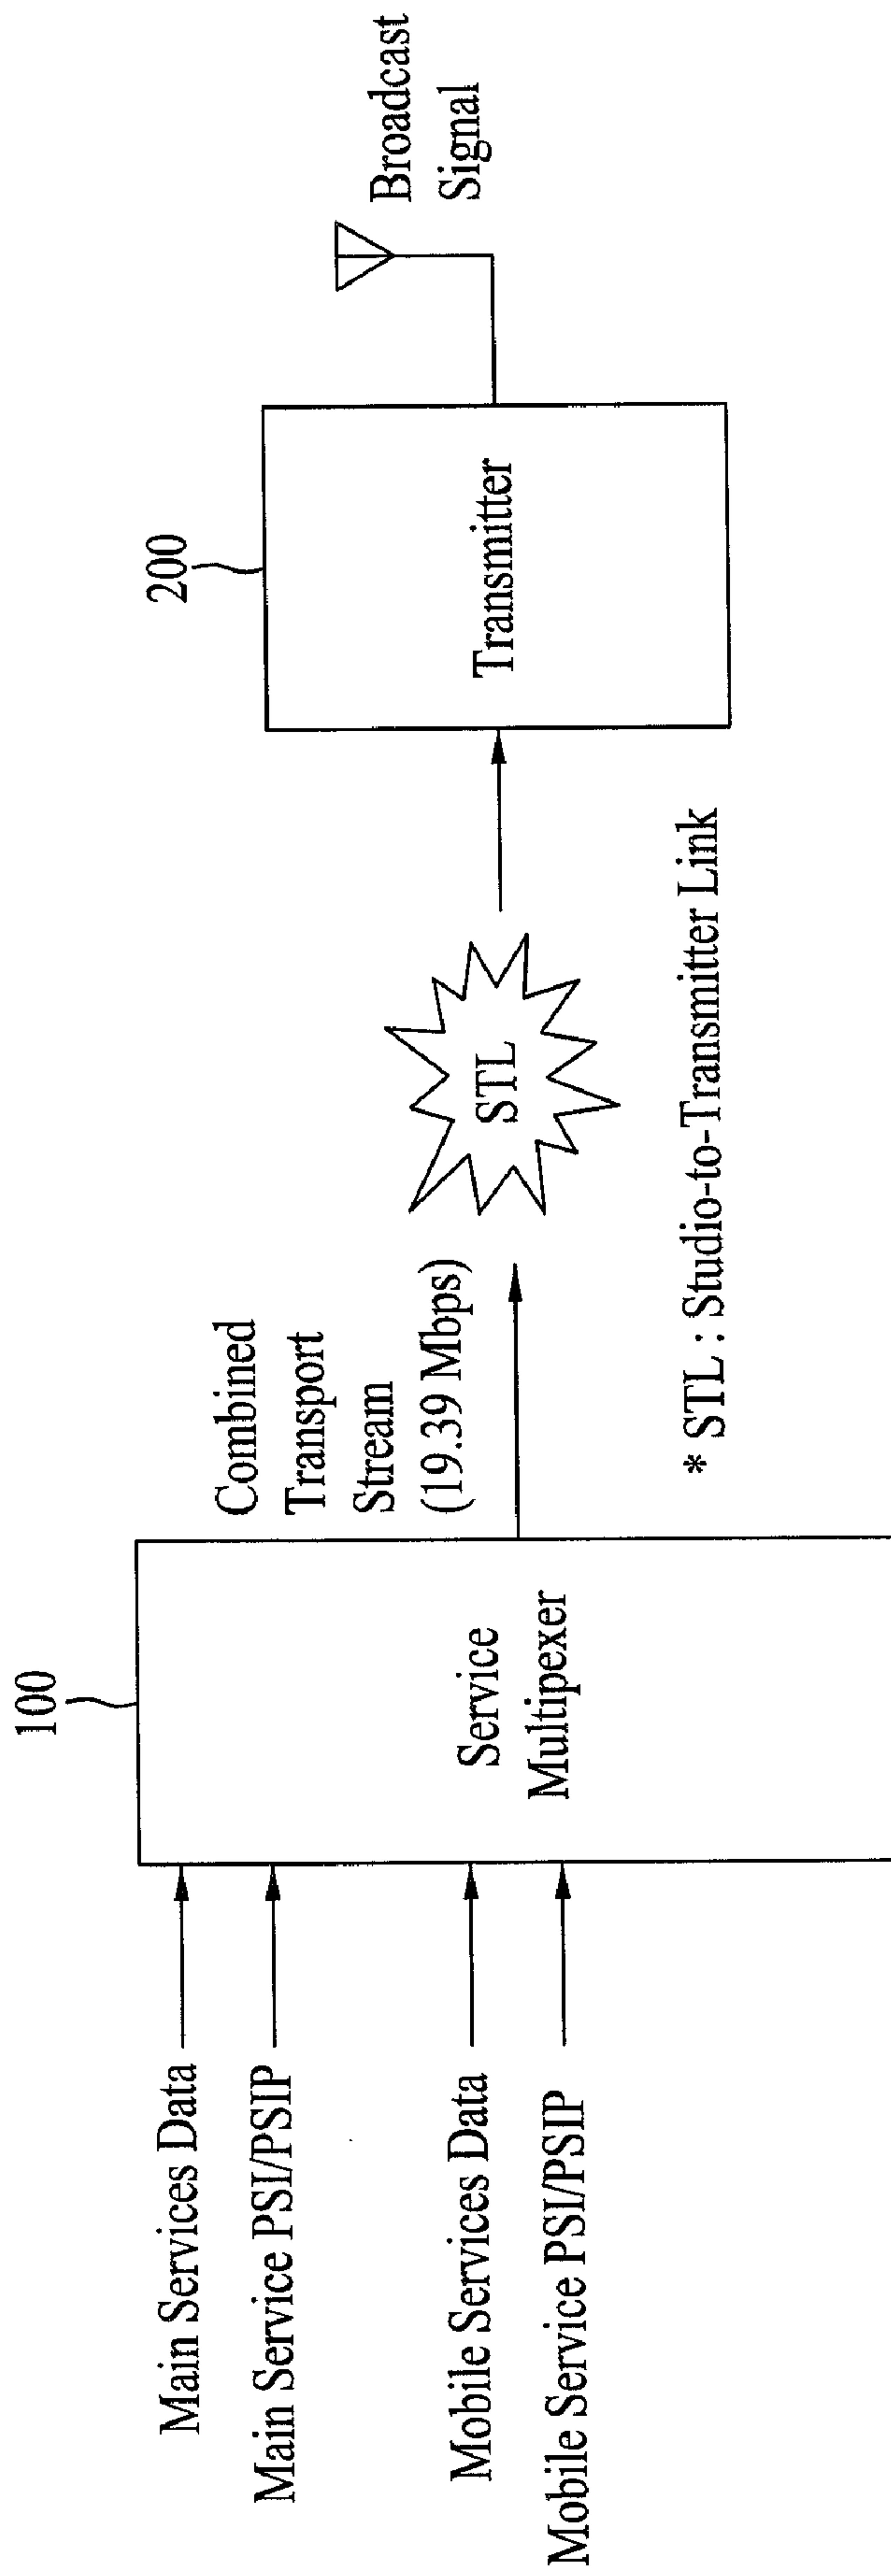 100
200
Main Services Data
Main Service PSI/PSIP
Mobile Services Data
Mobile Service PSI/PSIP
Service
Multipexer
Combined
Transport
Stream
(19.39 Mbps)
STL
Transmitter
Broadcast
Signal
* STL : Studio-to-Transmitter Link